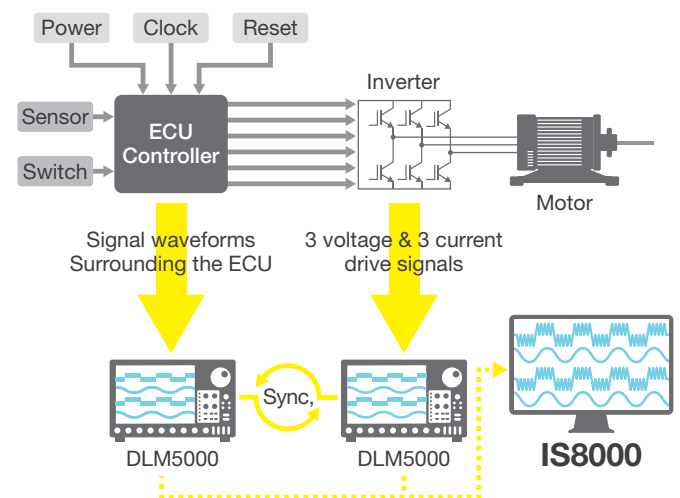 Power
Clock
Reset
Sensor
Switch
ECU
Controller
Inverter
Motor
Signal waveforms
Surrounding the ECU
3 voltage & 3 current
drive signals
Sync,
DLM5000
DLM5000
IS8000